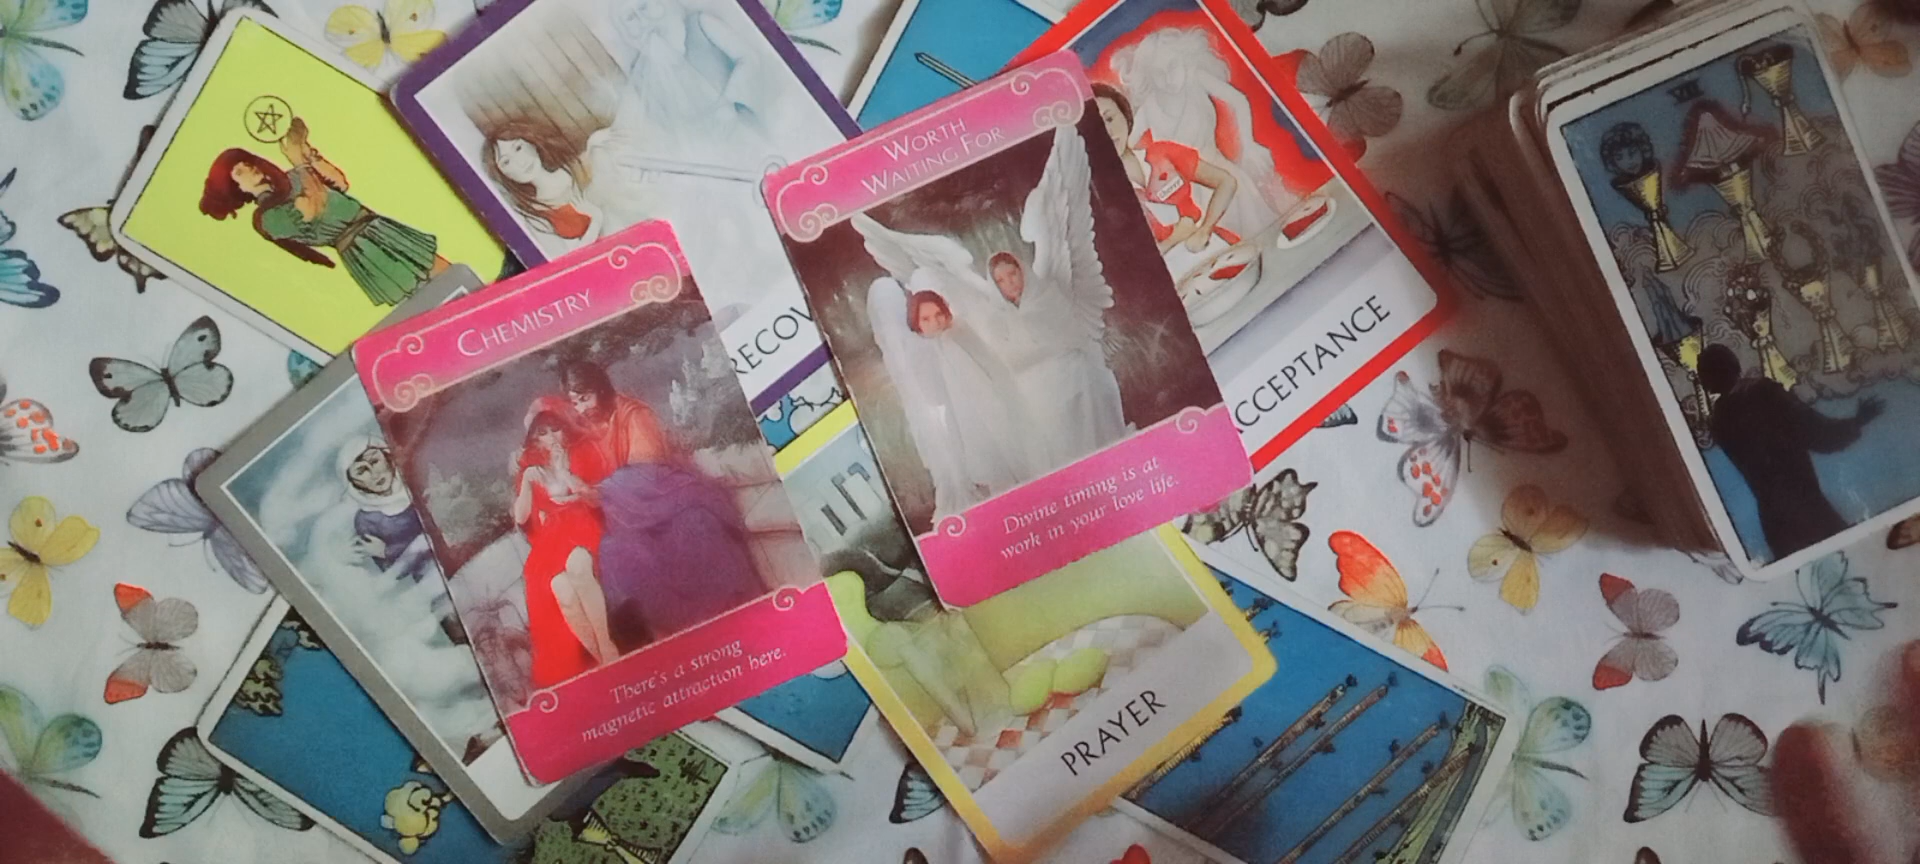 RECOV
WORTH
WAITING FOR
Divine timing is at
work in your love life.
CHEMISTRY
There's a strong
magnetic attraction here.
ACCEPTANCE
PRAYER
VII